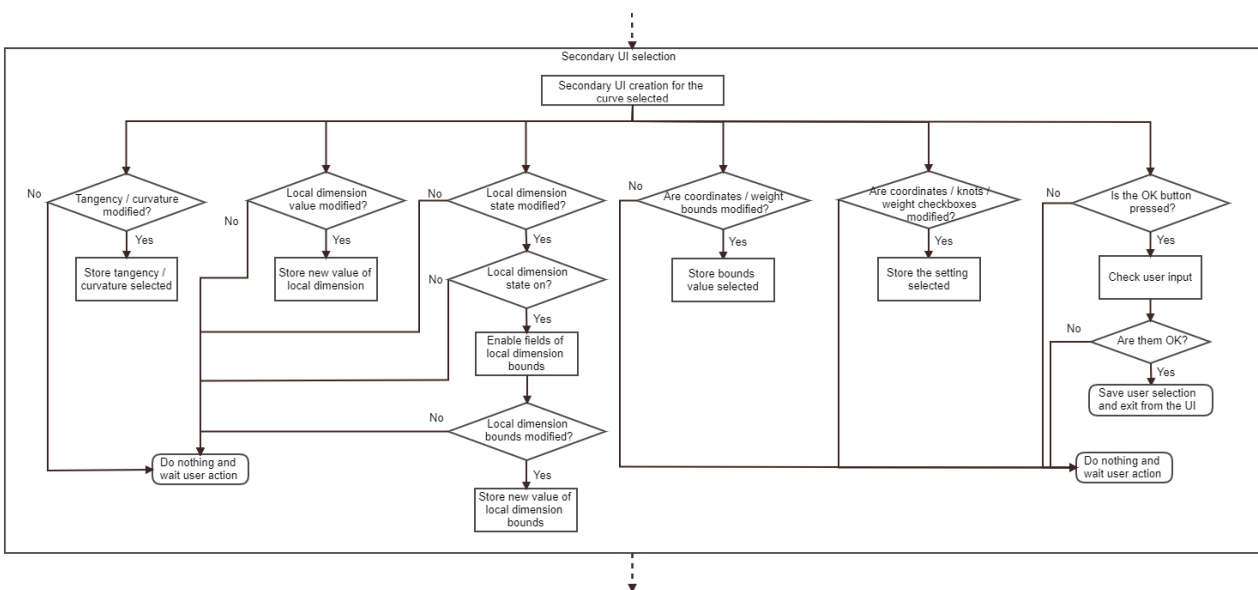 Secondary UI selection
Secondary UI creation for the
curve selected
No
Tangency / curvature
modified?
Yes
Store tangency /
curvature selected
No
Local dimension
value modified?
Yes
Store new value of
local dimension
No
Local dimension
state modified?
Yes
No
Local dimension
state on?
Yes
Enable fields of
local dimension
bounds
No
Local dimension
bounds modified?
Yes
Store new value of
local dimension
bounds
Do nothing and
wait user action
No
Are coordinates / weight
bounds modified?
Yes
Store bounds
value selected
Are coordinates / knots /
weight checkboxes
modified?
Yes
Store the setting
selected
No
Is the OK button
pressed?
Yes
Check user input
No
Are them OK?
Yes
Save user selection
and exit from the UI
Do nothing and
wait user action